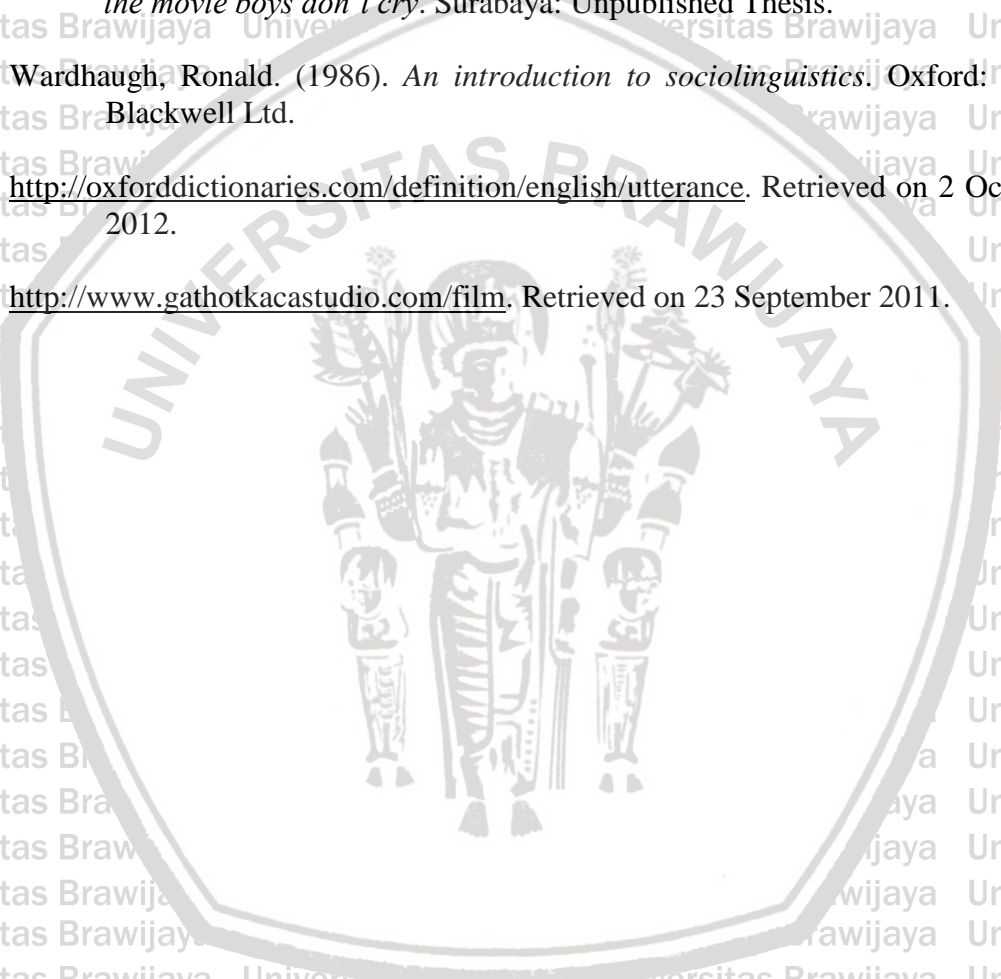 the movie boys don't cry. Surabaya: Unpublished Thesis.
Wardhaugh, Ronald. (1986). An introduction to sociolinguistics. Oxford:
Blackwell Ltd.
http://oxforddictionaries.com/definition/english/utterance. Retrieved on 2 Oc
2012.
http://www.gathotkacastudio.com/film. Retrieved on 23 September 2011.
UNIVERSITAS BRAWIJAYA